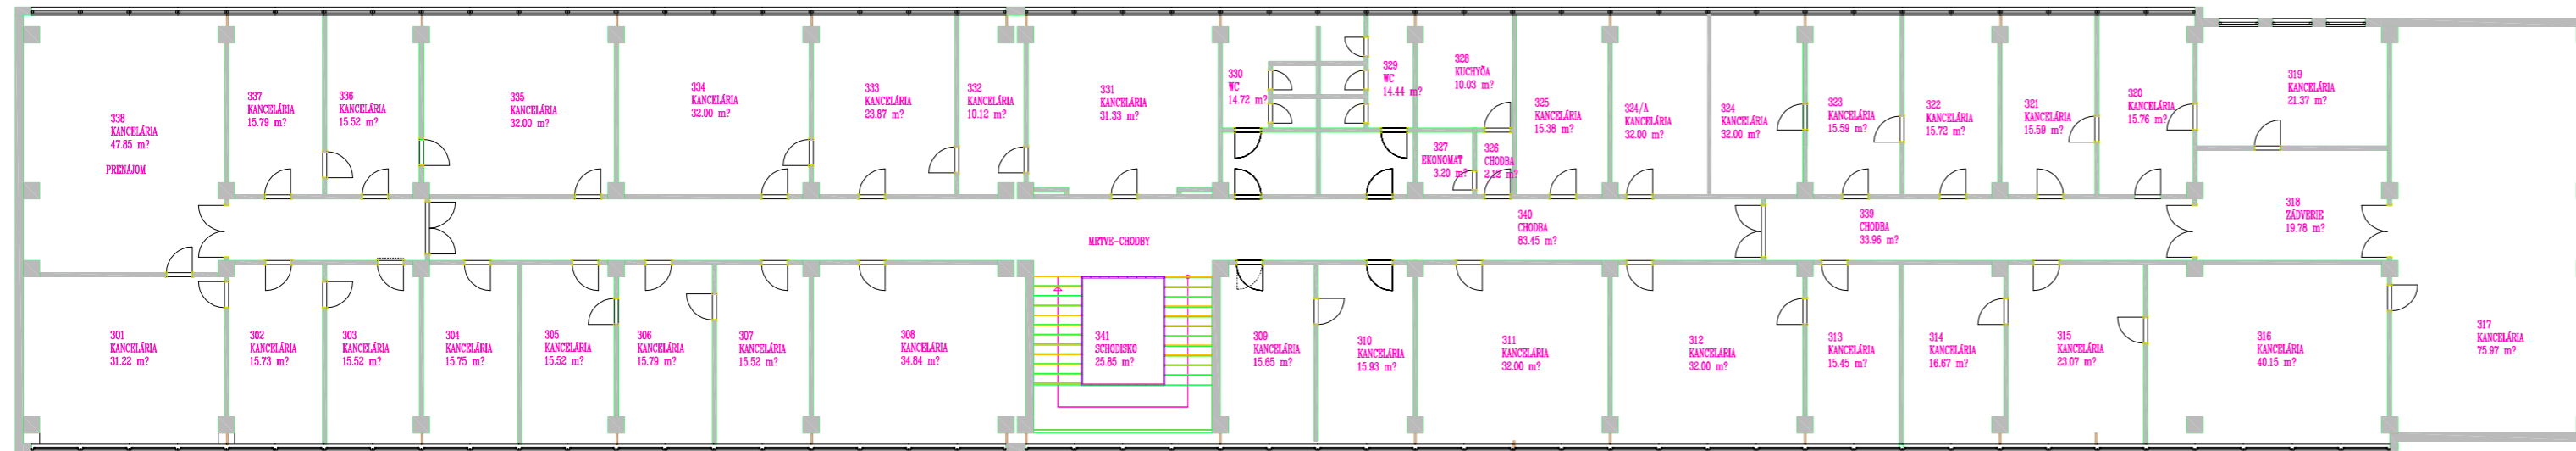 338
KANCELÁRIA
47.85 m?
PRENÁJOM
337
KANCELÁRIA
15.79 m?
336
KANCELÁRIA
15.52 m?
335
KANCELÁRIA
32.00 m?
334
KANCELÁRIA
32.00 m?
333
KANCELÁRIA
23.87 m?
332
KANCELÁRIA
10.12 m?
331
KANCELÁRIA
31.33 m?
330
WC
14.72 m?
329
WC
14.44 m?
328
KUCHYÕA
10.03 m?
327
EKONOMAT
3.20 m?
326
CHODBA
2.12 m?
325
KANCELÁRIA
15.38 m?
324/A
KANCELÁRIA
32.00 m?
324
KANCELÁRIA
32.00 m?
323
KANCELÁRIA
15.59 m?
322
KANCELÁRIA
15.72 m?
321
KANCELÁRIA
15.59 m?
320
KANCELÁRIA
15.76 m?
319
KANCELÁRIA
21.37 m?
MRTVE-CHODBY
340
CHODBA
83.45 m?
339
CHODBA
33.96 m?
318
ZÁDVERIE
19.78 m?
301
KANCELÁRIA
31.22 m?
302
KANCELÁRIA
15.73 m?
303
KANCELÁRIA
15.52 m?
304
KANCELÁRIA
15.75 m?
305
KANCELÁRIA
15.52 m?
306
KANCELÁRIA
15.79 m?
307
KANCELÁRIA
15.52 m?
308
KANCELÁRIA
34.84 m?
341
SCHODISKO
25.85 m?
309
KANCELÁRIA
15.65 m?
310
KANCELÁRIA
15.93 m?
311
KANCELÁRIA
32.00 m?
312
KANCELÁRIA
32.00 m?
313
KANCELÁRIA
15.45 m?
314
KANCELÁRIA
16.67 m?
315
KANCELÁRIA
23.07 m?
316
KANCELÁRIA
40.15 m?
317
KANCELÁRIA
75.97 m?